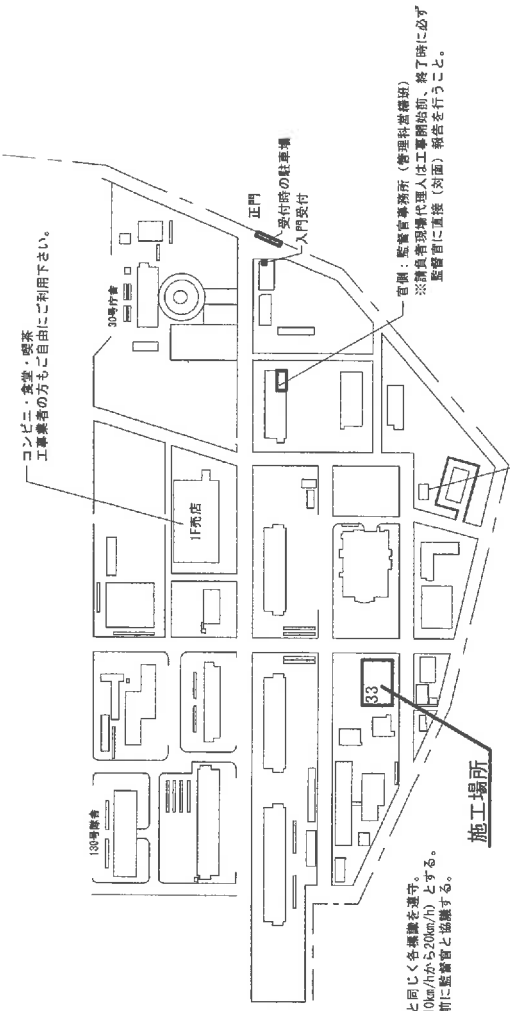 コンビニ・食堂・喫茶
工事業者の方もご自由にご利用下さい。
30号庁舎
正門
受付時の駐車場
入門受付
官側:監督官事務所(管理科営繕班)
※請負者現場代理人は工事開始前、終了時に必ず
監督官に直接(対面)報告を行うこと。
1F売店
130号隊舎
33
施工場所
と同じく各標識を遵守。
0km/hから20km/h)とする。
前に監督官と協議する。